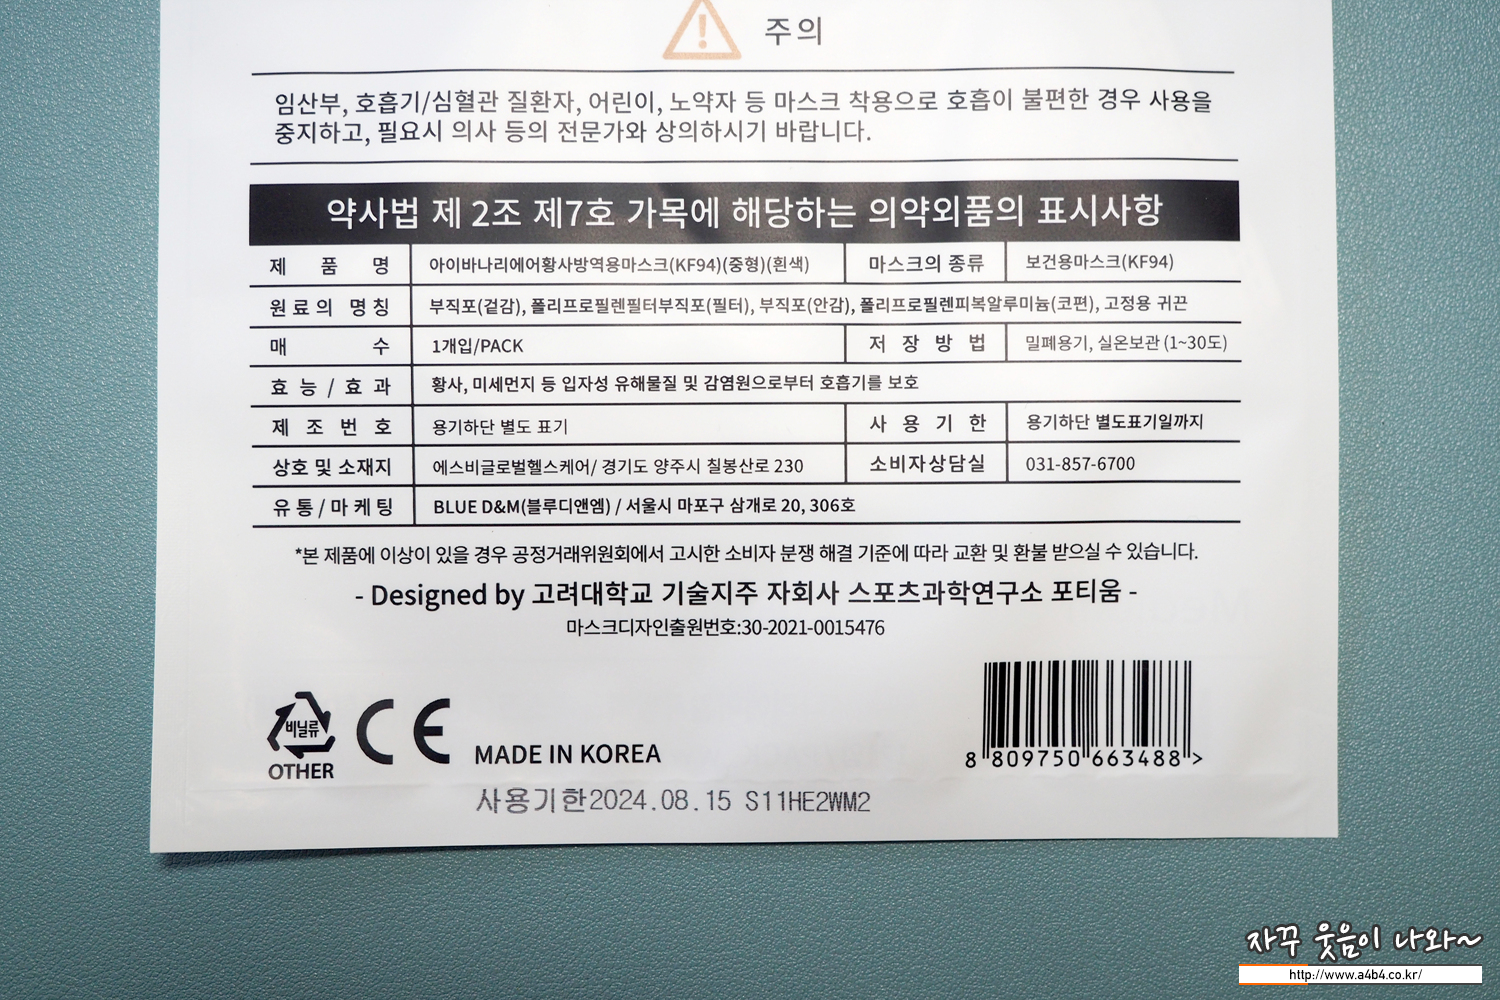 주의
임산부, 호흡기/심혈관 질환자, 어린이, 노약자 등 마스크 착용으로 호흡이 불편한 경우 사용을
중지하고, 필요시 의사 등의 전문가와 상의하시기 바랍니다.
약사법 제 2조 제7호 가목에 해당하는 의약외품의 표시사항
제 품 명 아이바나리에어황사방역용마스크(KF94)(중형)(흰색) 마스크의 종류 보건용마스크(KF94)
원료의 명칭 부직포(겉감), 폴리프로필렌필터부직포(필터), 부직포(안감), 폴리프로필렌피복알루미늄(코편), 고정용 귀끈
매 수 1개입/PACK 저 장 방 법 밀폐용기, 실온보관 (1~30도)
효 능 / 효 과 황사, 미세먼지 등 입자성 유해물질 및 감염원으로부터 호흡기를 보호
제 조 번 호 용기하단 별도 표기 사 용 기 한 용기하단 별도표기일까지
상호 및 소재지 에스비글로벌헬스케어/ 경기도 양주시 칠봉산로 230 소비자상담실 031-857-6700
유통/마케팅 BLUE D&M(블루디앤엠) / 서울시 마포구 삼개로 20, 306호
*본 제품에 이상이 있을 경우 공정거래위원회에서 고시한 소비자 분쟁 해결 기준에 따라 교환 및 환불 받으실 수 있습니다.
- Designed by 고려대학교 기술지주 자회사 스포츠과학연구소 포티움 -
마스크디자인출원번호:30-2021-0015476
비닐류
OTHER
CE
MADE IN KOREA
8 809750 663488 >
사용기한2024.08.15 S11HE2WM2
자꾸 웃음이 나와~
http://www.a4b4.co.kr/